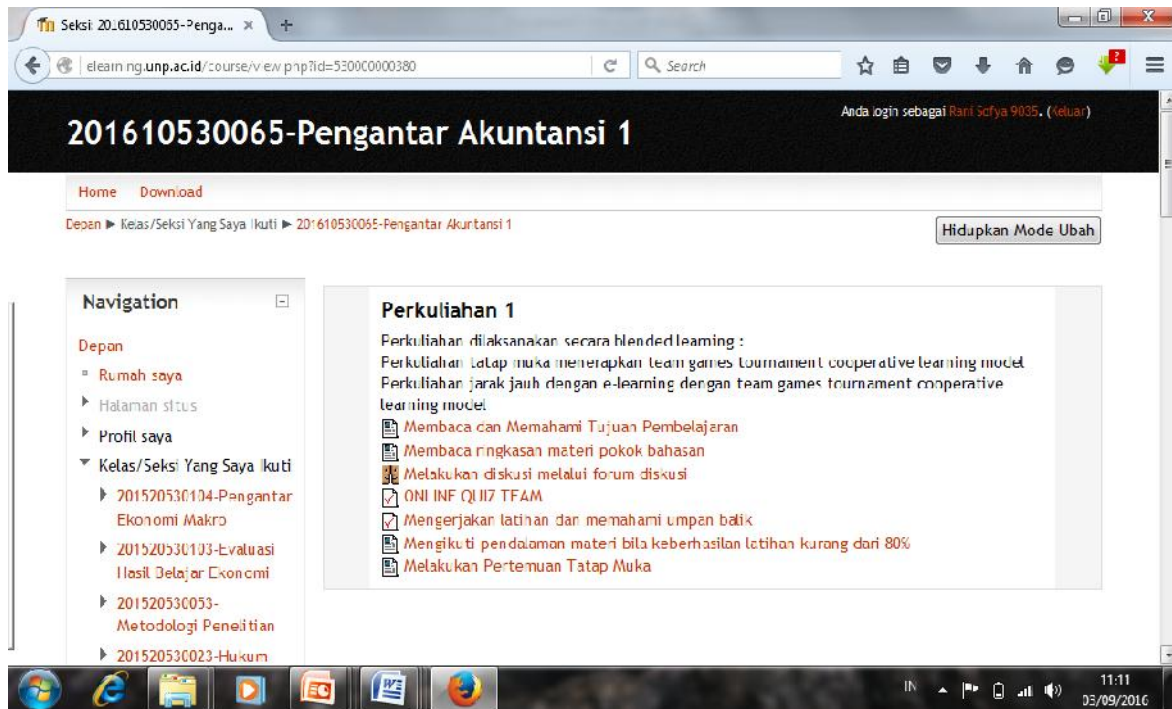 Seksi: 201610530065-Penga...
elearning.unp.ac.id/course/view.php?id=530000000380
Search
Anda login sebagai Rani Sofya 9035. (Keluar)
201610530065-Pengantar Akuntansi 1
Home Download
Depan ► Kelas/Seksi Yang Saya Ikuti ► 201610530065-Pengantar Akuntansi 1
Hidupkan Mode Ubah
Navigation
Depan
Rumah saya
Halaman situs
Profil saya
Kelas/Seksi Yang Saya Ikuti
201520530104-Pengantar
Ekonomi Makro
201520530103-Evaluasi
Hasil Belajar Ekonomi
201520530053-
Metodologi Penelitian
201520530023-Hukum
Perkuliahan 1
Perkuliahan dilaksanakan secara blended learning :
Perkuliahan tatap muka menerapkan team games tournament cooperative learning model
Perkuliahan jarak jauh dengan e-learning dengan team games tournament cooperative
learning model
Membaca dan Memahami Tujuan Pembelajaran
Membaca ringkasan materi pokok bahasan
Melakukan diskusi melalui forum diskusi
ONLINE QUIZ TEAM
Mengerjakan latihan dan memahami umpan balik
Mengikuti pendalaman materi bila keberhasilan latihan kurang dari 80%
Melakukan Pertemuan Tatap Muka
IN
11:11
03/09/2016